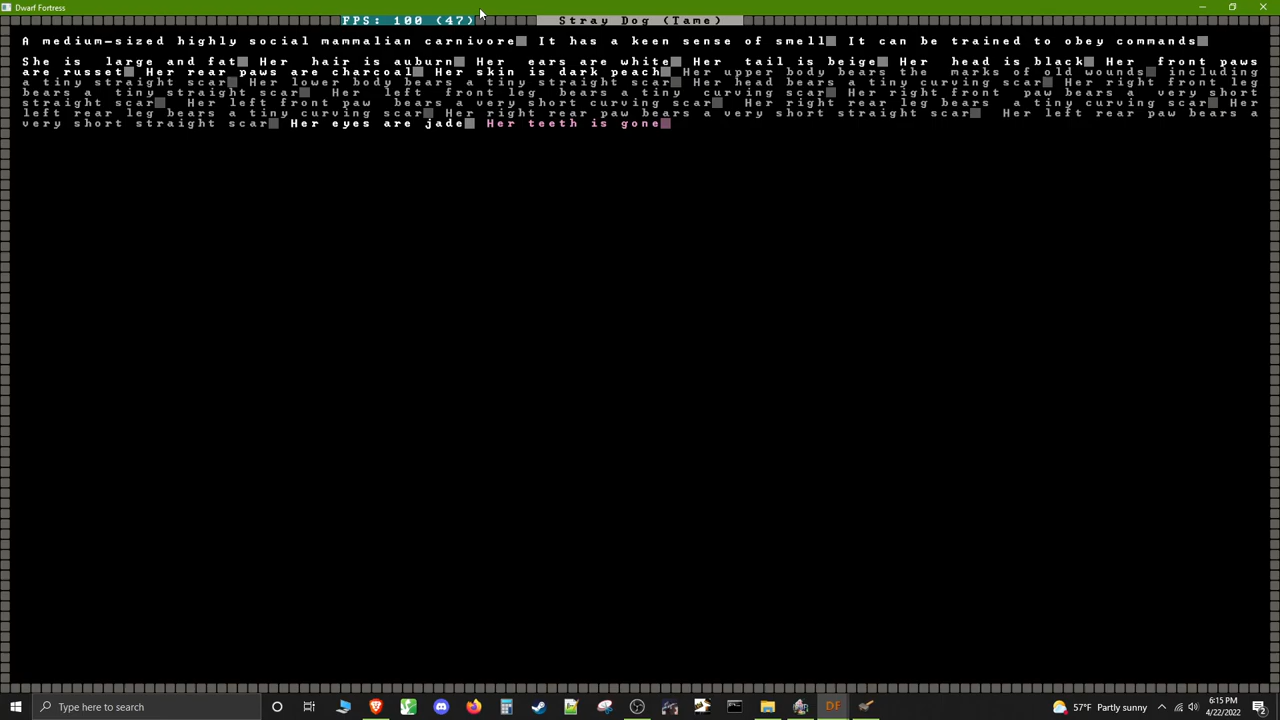 Dwarf Fortress
FPS: 100 (47) Stray Dog (Tame)
A medium-sized highly social mammalian carnivore It has a keen sense of smell It can be trained to obey commands
She is large and fat Her hair is auburn Her ears are white Her tail is beige Her head is black Her front paws
are russet Her rear paws are charcoal Her skin is dark peach Her upper body bears the marks of old wounds including
a tiny straight scar Her lower body bears a tiny straight scar Her head bears a tiny curving scar Her right front leg
bears a tiny straight scar Her left front leg bears a tiny curving scar Her right front paw bears a very short
straight scar Her left front paw bears a very short curving scar Her right rear leg bears a tiny curving scar Her
left rear leg bears a tiny curving scar Her right rear paw bears a very short straight scar Her left rear paw bears a
very short straight scar Her eyes are jade Her teeth is gone
Type here to search
DF
57°F Partly sunny
6:15 PM
4/22/2022
2